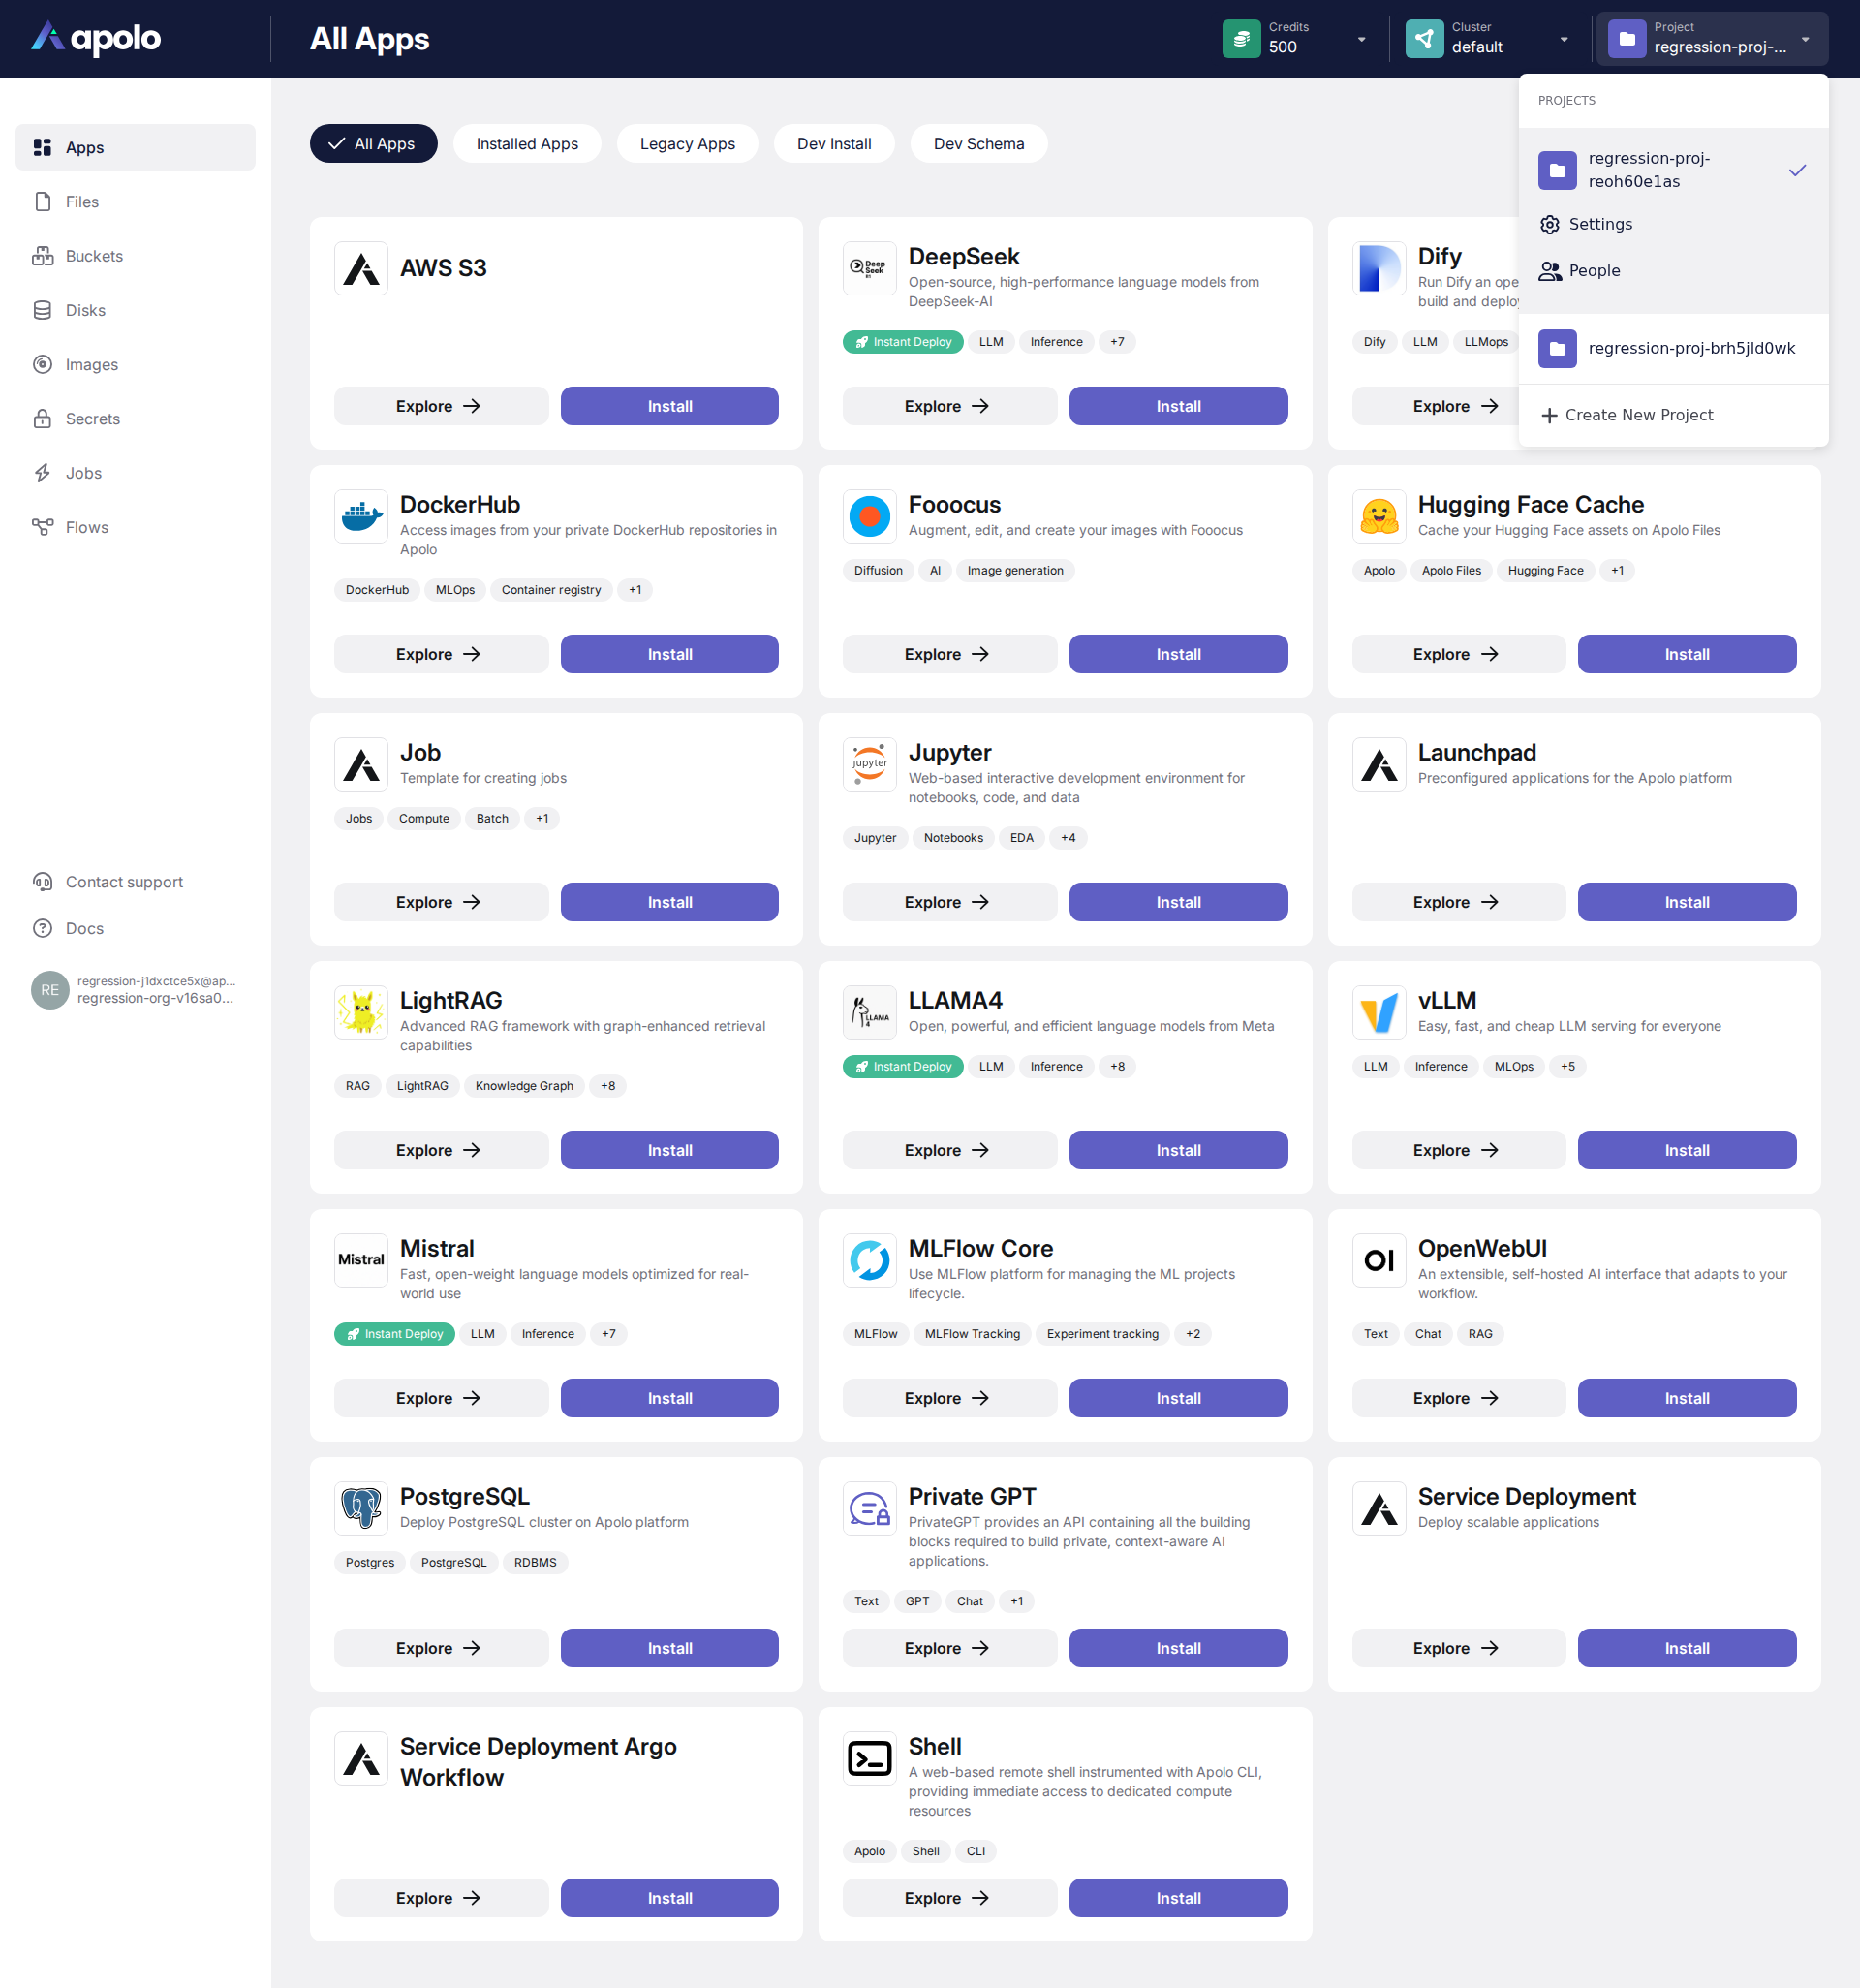 apolo
All Apps
Credits
500
Cluster
default
Project
regression-proj-...
PROJECTS
regression-proj-
reoh60e1as
Settings
People
regression-proj-brh5jld0wk
Create New Project
Apps
Files
Buckets
Disks
Images
Secrets
Jobs
Flows
Contact support
Docs
RE
regression-j1dxctce5x@ap...
regression-org-v16sa0...
All Apps
Installed Apps
Legacy Apps
Dev Install
Dev Schema
AWS S3
Explore
Install
Deep
Seek
R1
DeepSeek
Open-source, high-performance language models from
DeepSeek-AI
Instant Deploy
LLM
Inference
+7
Explore
Install
Dify
Run Dify an ope
build and deploy
Dify
LLM
LLMops
Explore
DockerHub
Access images from your private DockerHub repositories in
Apolo
DockerHub
MLOps
Container registry
+1
Explore
Install
Fooocus
Augment, edit, and create your images with Fooocus
Diffusion
AI
Image generation
Explore
Install
Hugging Face Cache
Cache your Hugging Face assets on Apolo Files
Apolo
Apolo Files
Hugging Face
+1
Explore
Install
Job
Template for creating jobs
Jobs
Compute
Batch
+1
Explore
Install
jupyter
Jupyter
Web-based interactive development environment for
notebooks, code, and data
Jupyter
Notebooks
EDA
+4
Explore
Install
Launchpad
Preconfigured applications for the Apolo platform
Explore
Install
LightRAG
Advanced RAG framework with graph-enhanced retrieval
capabilities
RAG
LightRAG
Knowledge Graph
+8
Explore
Install
LLAMA
4
LLAMA4
Open, powerful, and efficient language models from Meta
Instant Deploy
LLM
Inference
+8
Explore
Install
vLLM
Easy, fast, and cheap LLM serving for everyone
LLM
Inference
MLOps
+5
Explore
Install
Mistral
Mistral
Fast, open-weight language models optimized for real-
world use
Instant Deploy
LLM
Inference
+7
Explore
Install
MLFlow Core
Use MLFlow platform for managing the ML projects
lifecycle.
MLFlow
MLFlow Tracking
Experiment tracking
+2
Explore
Install
OI
OpenWebUI
An extensible, self-hosted AI interface that adapts to your
workflow.
Text
Chat
RAG
Explore
Install
PostgreSQL
Deploy PostgreSQL cluster on Apolo platform
Postgres
PostgreSQL
RDBMS
Explore
Install
Private GPT
PrivateGPT provides an API containing all the building
blocks required to build private, context-aware AI
applications.
Text
GPT
Chat
+1
Explore
Install
Service Deployment
Deploy scalable applications
Explore
Install
Service Deployment Argo
Workflow
Explore
Install
Shell
A web-based remote shell instrumented with Apolo CLI,
providing immediate access to dedicated compute
resources
Apolo
Shell
CLI
Explore
Install